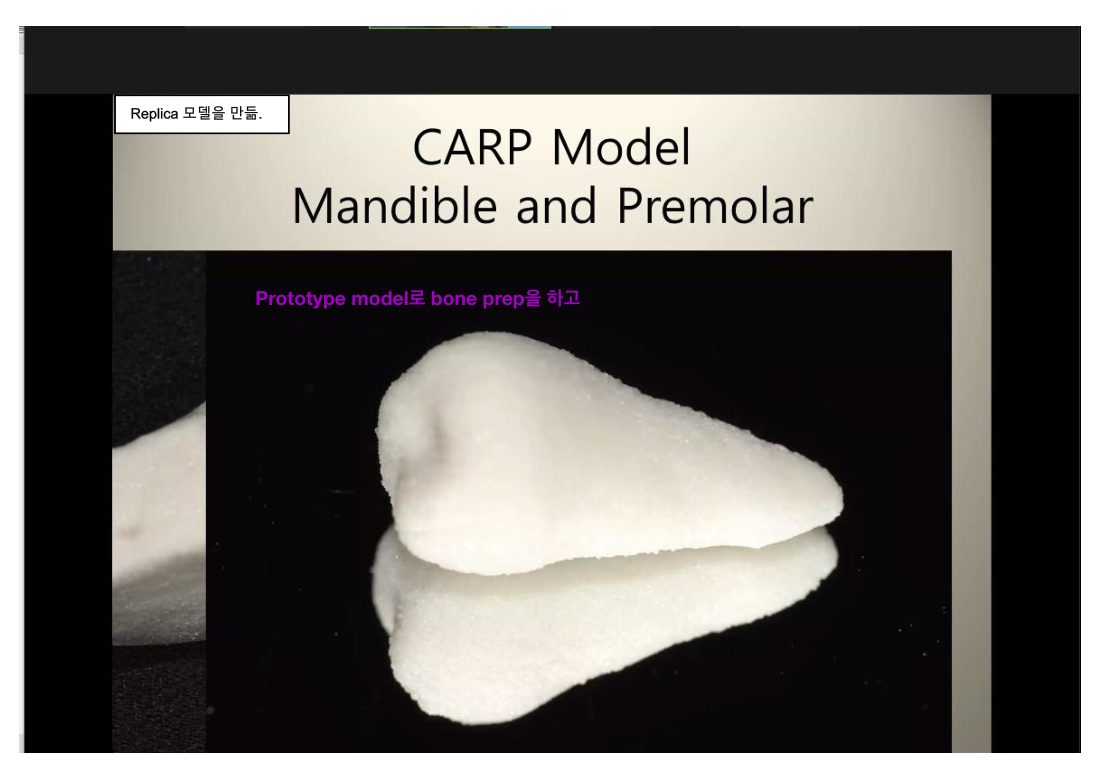 Replica 모델을 만듦.
CARP Model
Mandible and Premolar
Prototype model로 bone prep을 하고